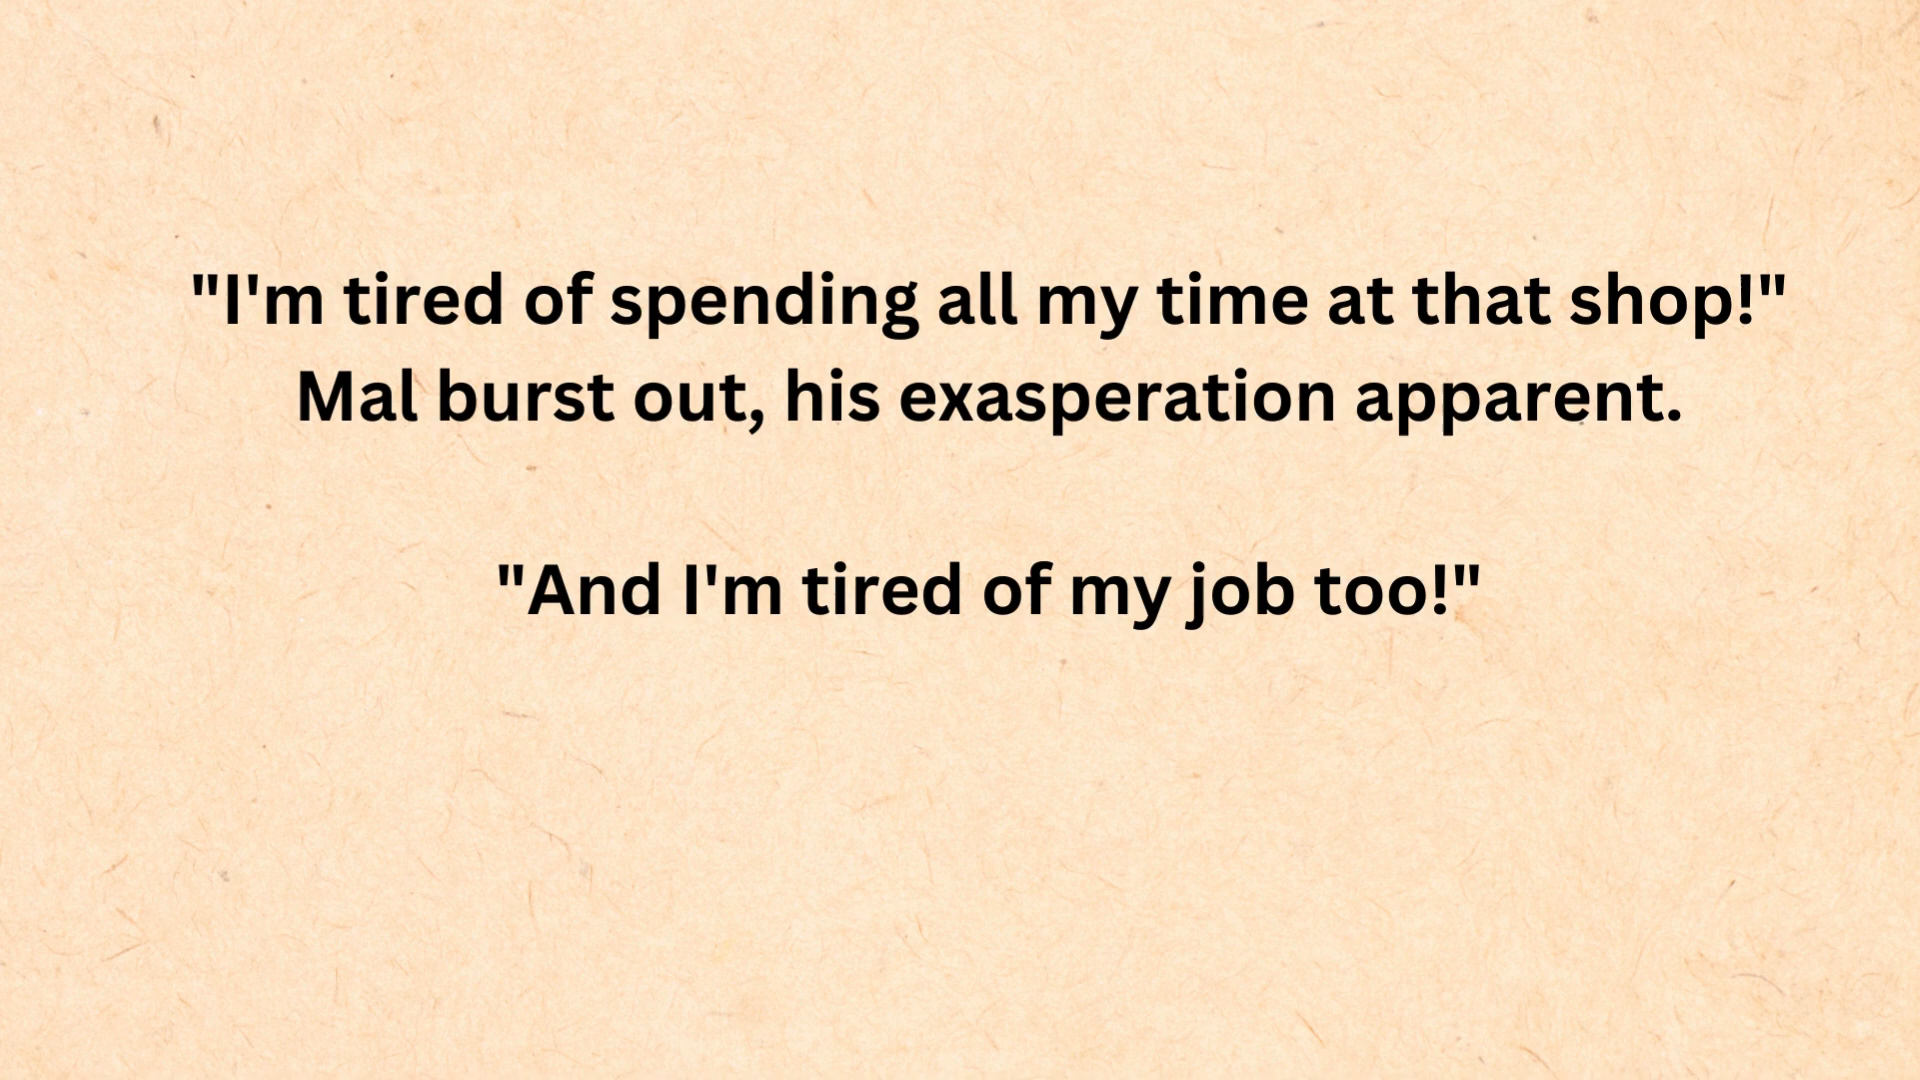 "I'm tired of spending all my time at that shop!"
Mal burst out, his exasperation apparent.
"And I'm tired of my job too!"